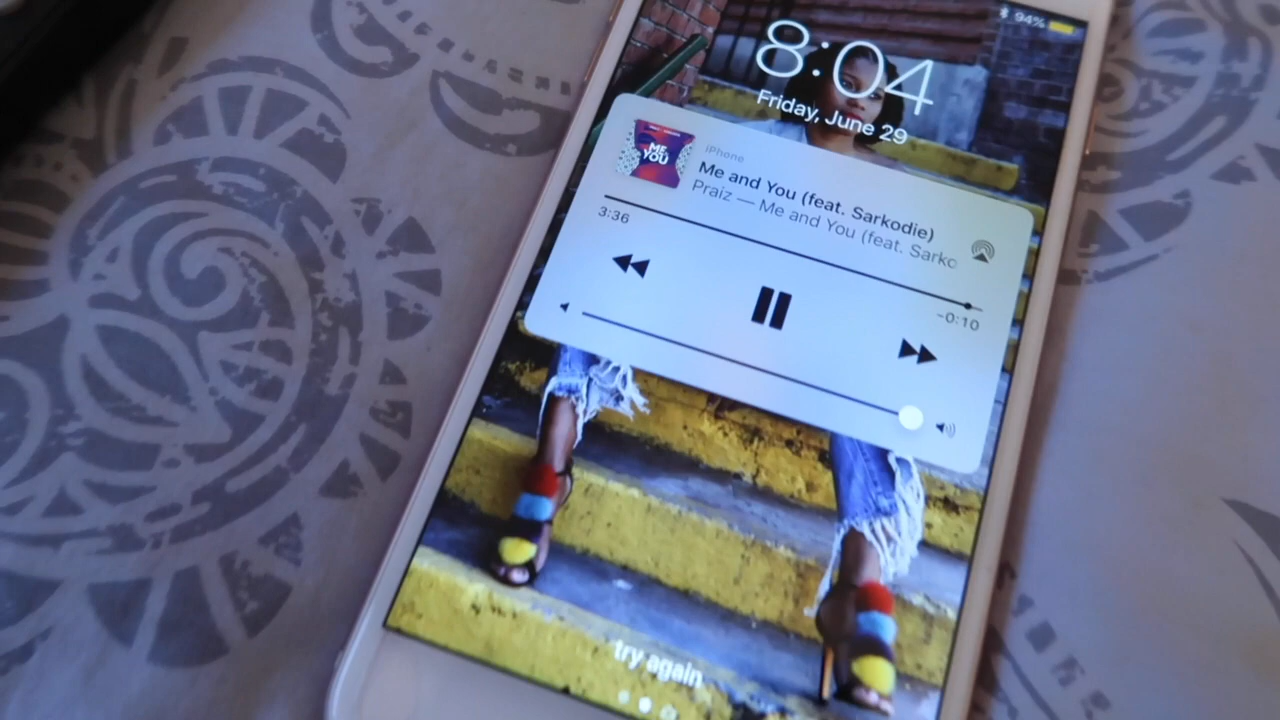 94%
8:04
Friday, June 29
ME
YOU
iPhone
Me and You (feat. Sarkodie)
Praiz — Me and You (feat. Sarko
3:36
-0:10
try again